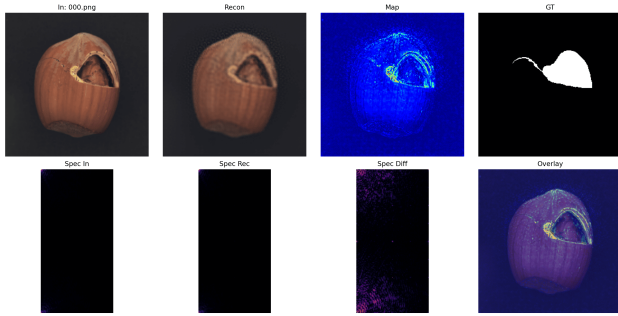 In: 000.png
Recon
Map
GT
Spec In
Spec Rec
Spec Diff
Overlay